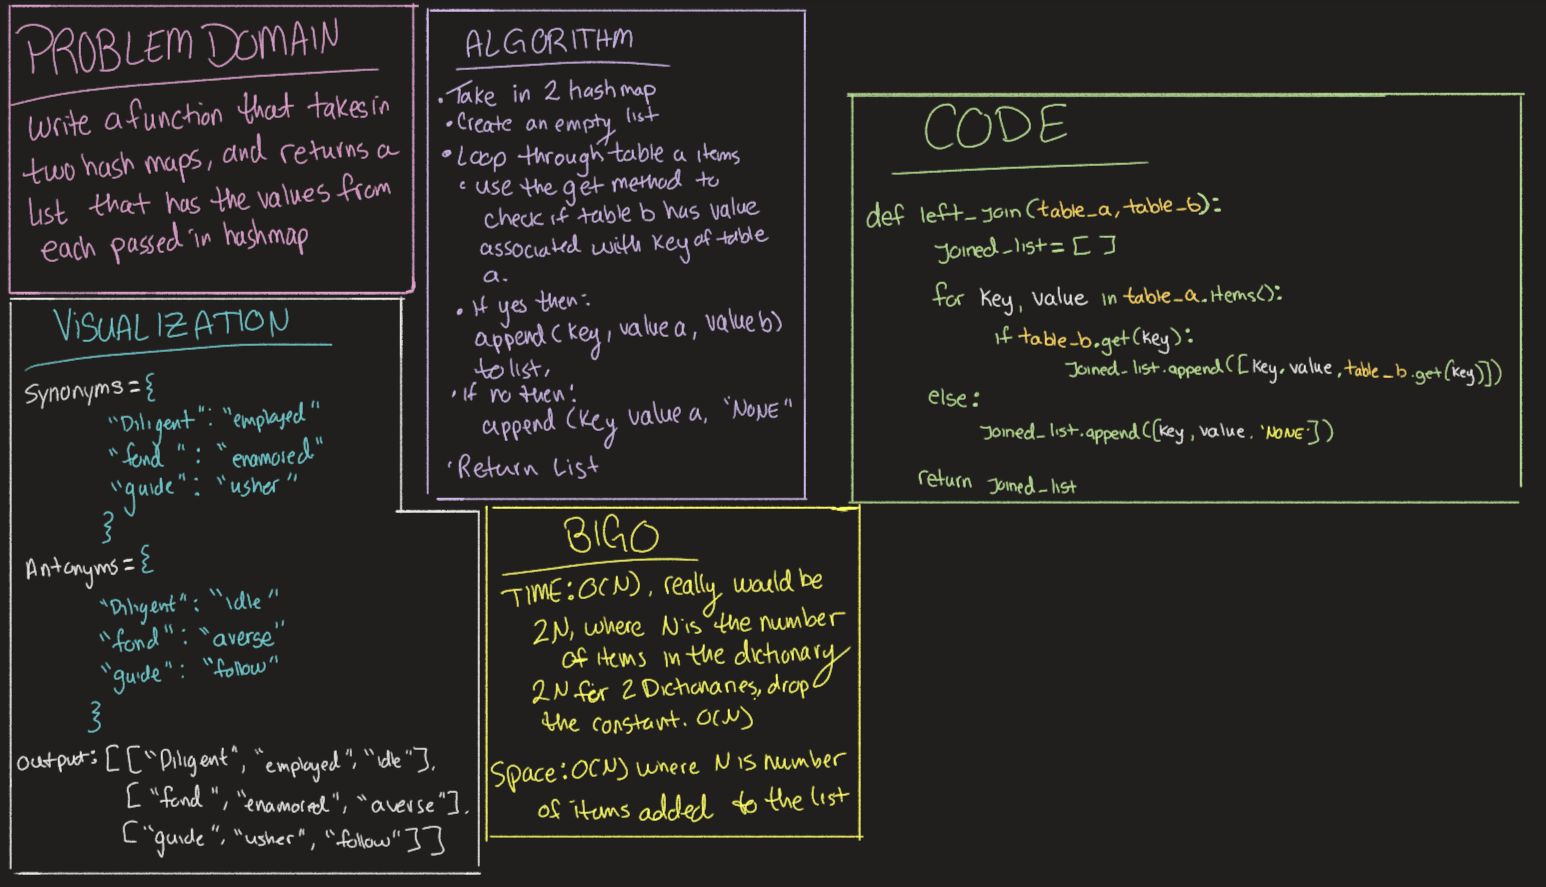 PROBLEM DOMAIN
Write a function that takes in
two hash maps, and returns a
list that has the values from
each passed in hashmap
VISUALIZATION
Synonyms = {
"Diligent": "employed"
"fond": "enamored"
"guide": "usher"
}
Antonyms = {
"Diligent": "idle"
"fond": "averse"
"guide": "follow"
}
output: [["Diligent", "employed", "idle"],
["fond", "enamored", "averse"],
["guide", "usher", "follow"]]
ALGORITHM
• Take in 2 hashmap
• Create an empty list
• Loop through table a items
• use the get method to
check if table b has value
associated with key of table
a.
• If yes then:
append (key, value a, value b)
to list,
• if no then:
append (key value a, "NONE"
• Return List
BIG O
TIME: O(N), really would be
2N, where N is the number
of items in the dictionary
2N for 2 Dictionaries, drop
the constant. O(N)
Space: O(N) where N is number
of items added to the list
CODE
def left_join(table_a, table_b):
joined_list = []
for key, value in table_a.items():
if table_b.get(key):
joined_list.append([key, value, table_b.get(key)])
else:
joined_list.append([key, value, 'NONE'])
return joined_list